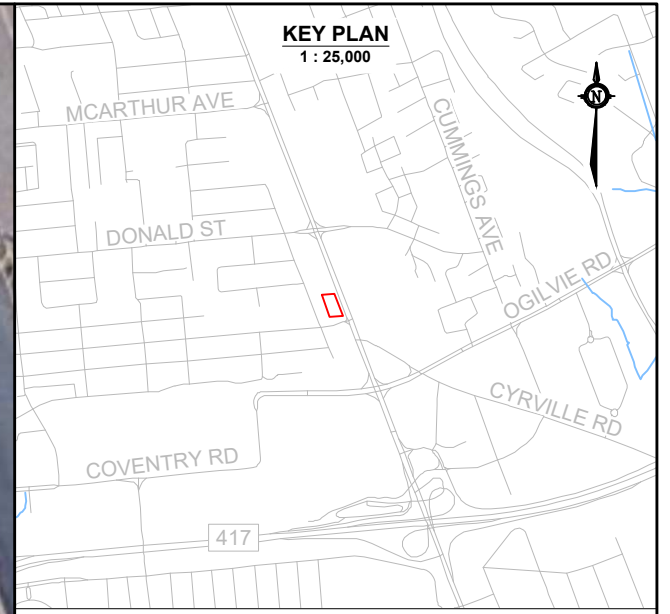 KEY PLAN
1 : 25,000
N
MCARTHUR AVE
CUMMINGS AVE
DONALD ST
OGILVIE RD
CYRVILLE RD
COVENTRY RD
417